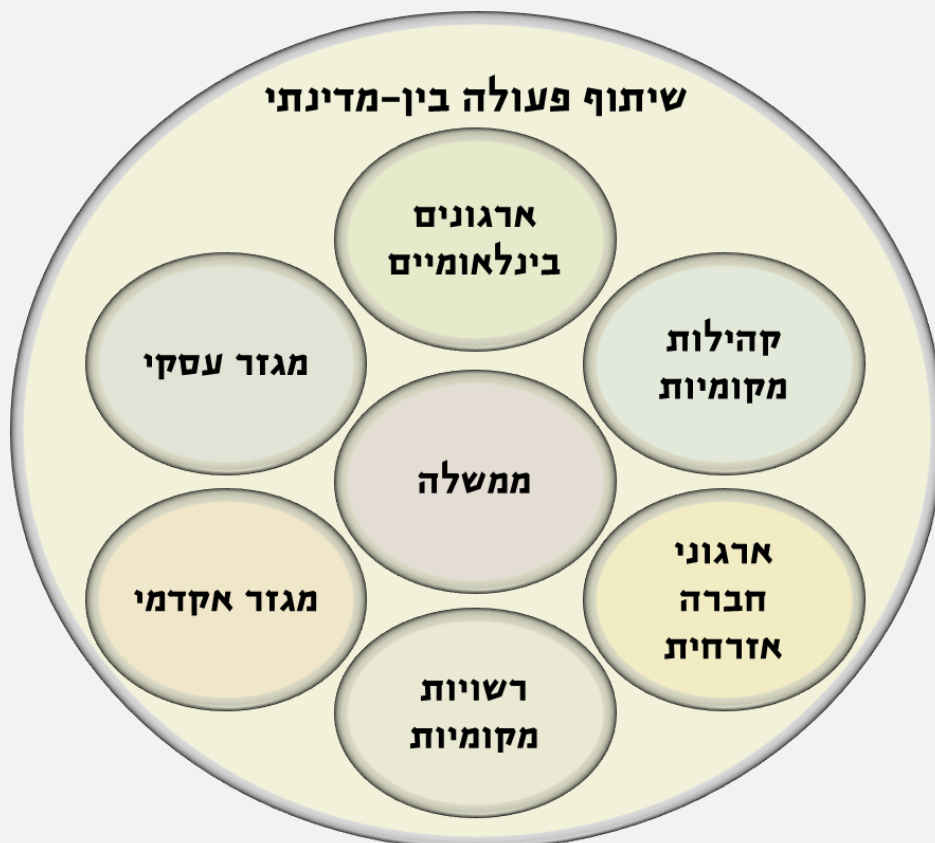 שיתוף פעולה בין-מדינתי
ארגונים
בינלאומיים
קהילות
מקומיות
מגזר עסקי
ממשלה
ארגוני
חברה
אזרחית
מגזר אקדמי
רשויות
מקומיות